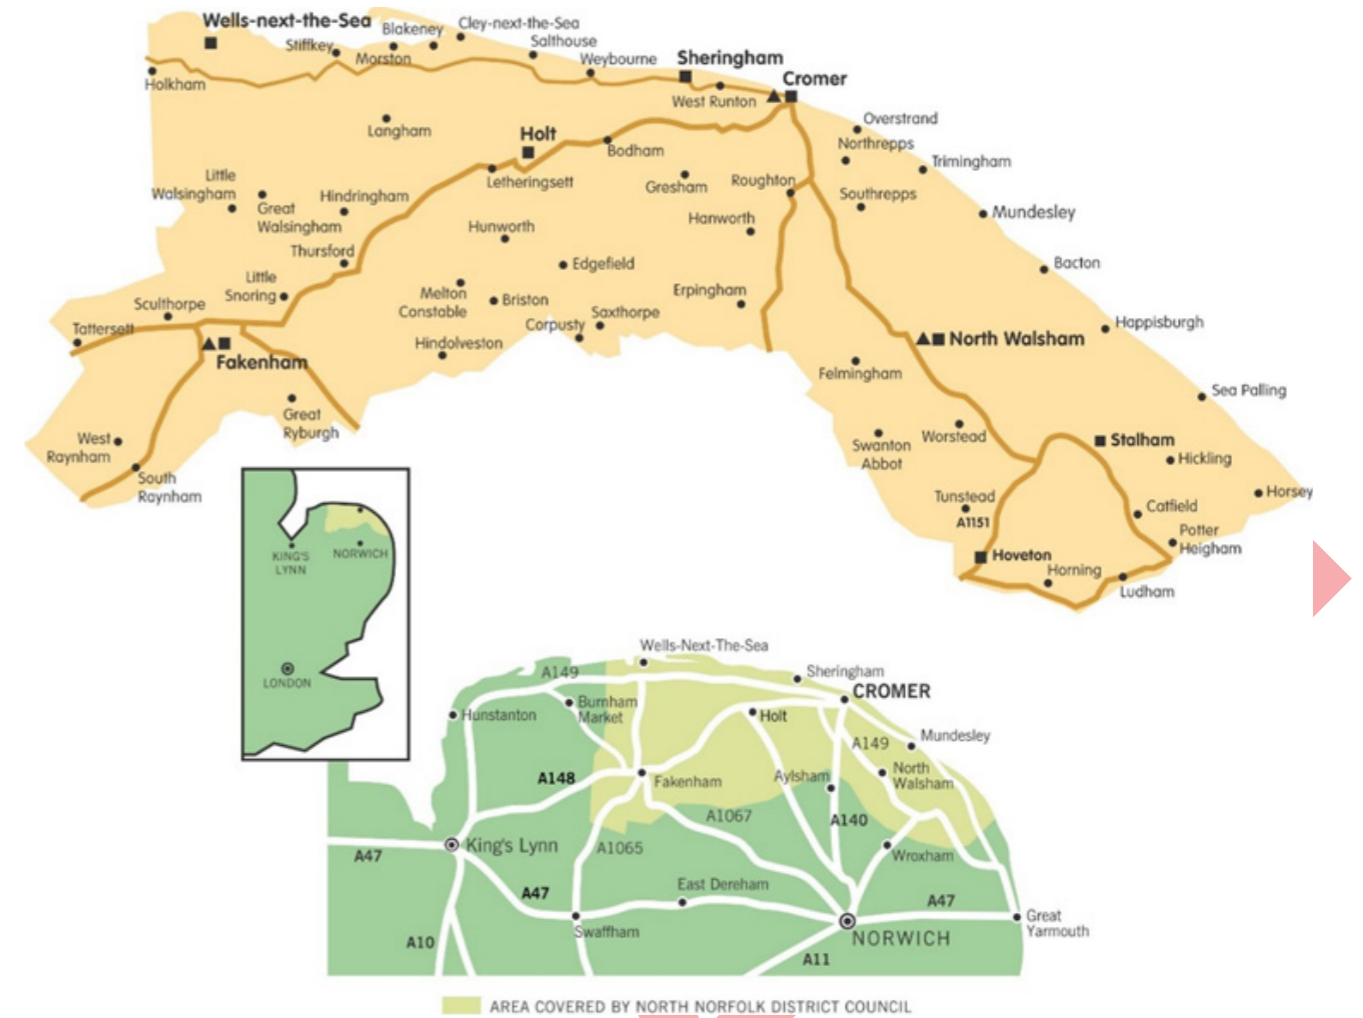 Wells-next-the-Sea
Stiffkey
Blakeney
Morston
Cley-next-the-Sea
Salthouse
Weybourne
Sheringham
Cromer
Holkham
West Runton
Langham
Holt
Bodham
Overstrand
Northrepps
Trimingham
Little
Walsingham
Great
Walsingham
Hindringham
Letheringsett
Gresham
Roughton
Southrepps
Mundesley
Hunworth
Hanworth
Thursford
Edgefield
Bacton
Little
Snoring
Melton
Constable
Briston
Erpingham
Sculthorpe
Saxthorpe
Corpusty
Happisburgh
Tattersett
Hindolveston
North Walsham
Fakenham
Felmingham
Sea Palling
Great
Ryburgh
West
Raynham
South
Raynham
Swanton
Abbot
Worstead
Stalham
Hickling
Tunstead
A1151
Horsey
Catfield
Potter
Heigham
Hoveton
Horning
Ludham
KING'S
LYNN
NORWICH
LONDON
Wells-Next-The-Sea
A149
Sheringham
CROMER
Hunstanton
Burnham
Market
Holt
Mundesley
A149
A148
Fakenham
Aylsham
North
Walsham
A1067
A140
King's Lynn
A47
A1065
Wroxham
A47
East Dereham
A47
Swaffham
Great
Yarmouth
A10
NORWICH
A11
AREA COVERED BY NORTH NORFOLK DISTRICT COUNCIL